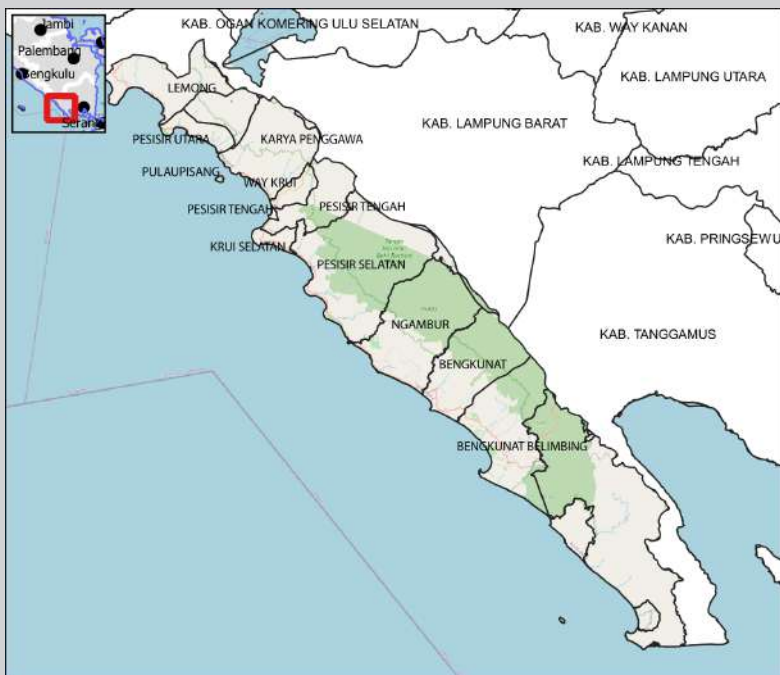 Jambi
Palembang
Bengkulu
Seran
KAB. OGAN KOMERING ULU SELATAN
KAB. WAY KANAN
KAB. LAMPUNG UTARA
LEMONG
KAB. LAMPUNG BARAT
PESISIR UTARA
KARYA PENGGAWA
KAB. LAMPUNG TENGAH
PULAUPISANG
WAY KRUI
PESISIR TENGAH
PESISIR TENGAH
KAB. PRINGSEWU
KRUI SELATAN
PESISIR SELATAN
NGAMBUR
KAB. TANGGAMUS
BENGKUNAT
BENGKUNAT BELIMBING